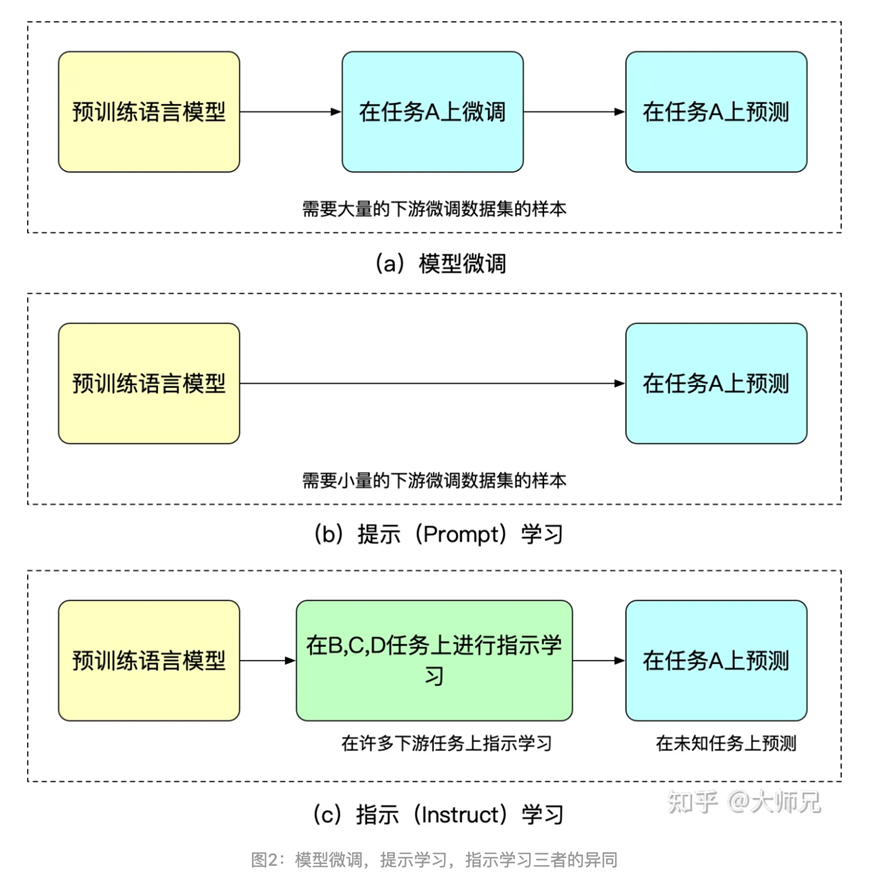 预训练语言模型
在任务A上微调
在任务A上预测
需要大量的下游微调数据集的样本
（a）模型微调
预训练语言模型
在任务A上预测
需要小量的下游微调数据集的样本
（b）提示（Prompt）学习
预训练语言模型
在B,C,D任务上进行指示学
习
在任务A上预测
在许多下游任务上指示学习
在未知任务上预测
知乎 @大师兄
（c）指示（Instruct）学习
图2：模型微调，提示学习，指示学习三者的异同